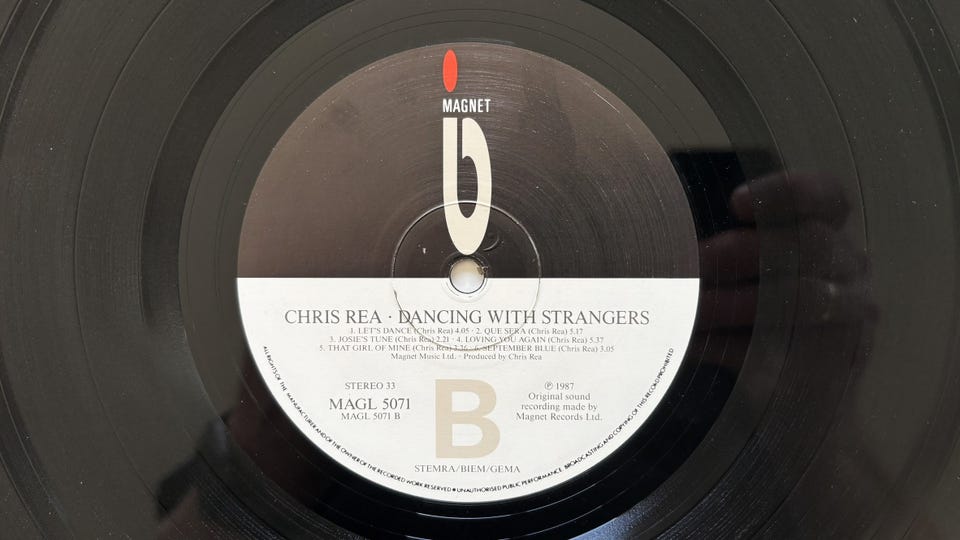 MAGNET
CHRIS REA · DANCING WITH STRANGERS
1. LET'S DANCE (Chris Rea) 4.05 · 2. QUE SERA (Chris Rea) 5.17
3. JOSIE'S TUNE (Chris Rea) 2.21 · 4. LOVING YOU AGAIN (Chris Rea) 5.37
5. THAT GIRL OF MINE (Chris Rea) 3.36 · 6. SEPTEMBER BLUE (Chris Rea) 3.05
Magnet Music Ltd. · Produced by Chris Rea
STEREO 33
MAGL 5071
MAGL 5071 B
B
℗ 1987
Original sound
recording made by
Magnet Records Ltd.
STEMRA/BIEM/GEMA
ALL RIGHTS OF THE MANUFACTURER AND OF THE OWNER OF THE RECORDED WORK RESERVED ● UNAUTHORISED PUBLIC PERFORMANCE BROADCASTING AND COPYING OF THIS RECORD PROHIBITED